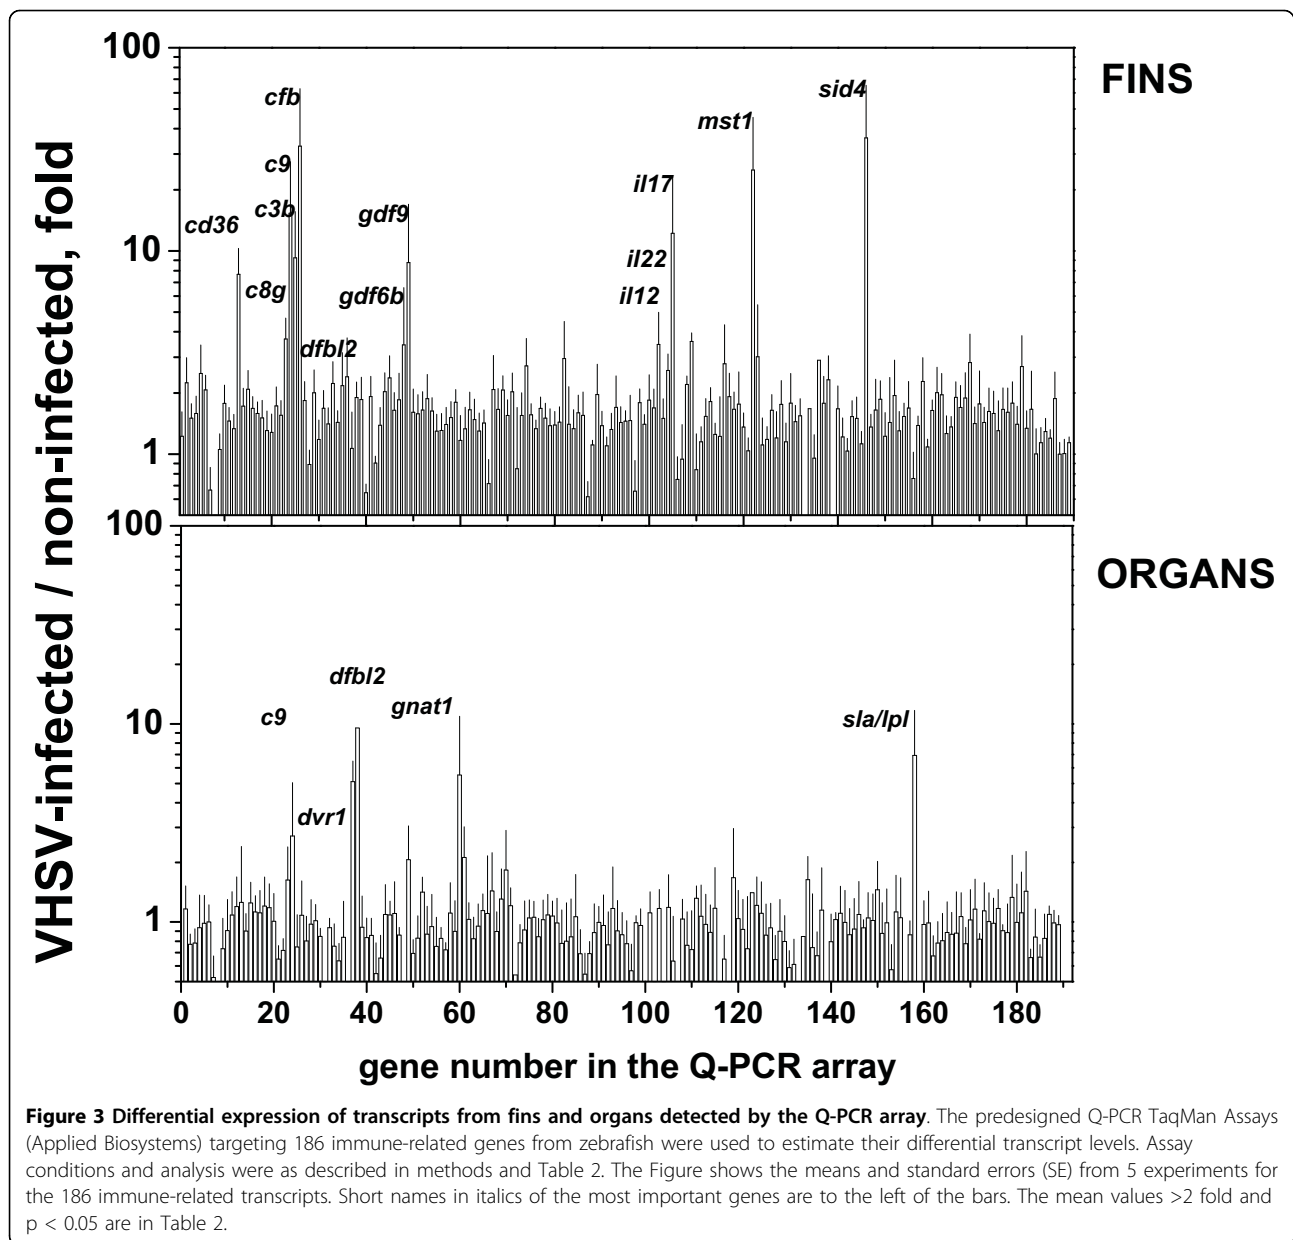 100
FINS
cfb
sid4
mst1
c9
il17
c3b
gdf9
cd36
10
il22
c8g
gdf6b
il12
dfbl2
1
VHSV-infected / non-infected, fold
100
ORGANS
dfbl2
gnat1
c9
10
sla/lpl
dvr1
1
0 20 40 60 80 100 120 140 160 180
gene number in the Q-PCR array
Figure 3 Differential expression of transcripts from fins and organs detected by the Q-PCR array. The predesigned Q-PCR TaqMan Assays
(Applied Biosystems) targeting 186 immune-related genes from zebrafish were used to estimate their differential transcript levels. Assay
conditions and analysis were as described in methods and Table 2. The Figure shows the means and standard errors (SE) from 5 experiments for
the 186 immune-related transcripts. Short names in italics of the most important genes are to the left of the bars. The mean values >2 fold and
p < 0.05 are in Table 2.